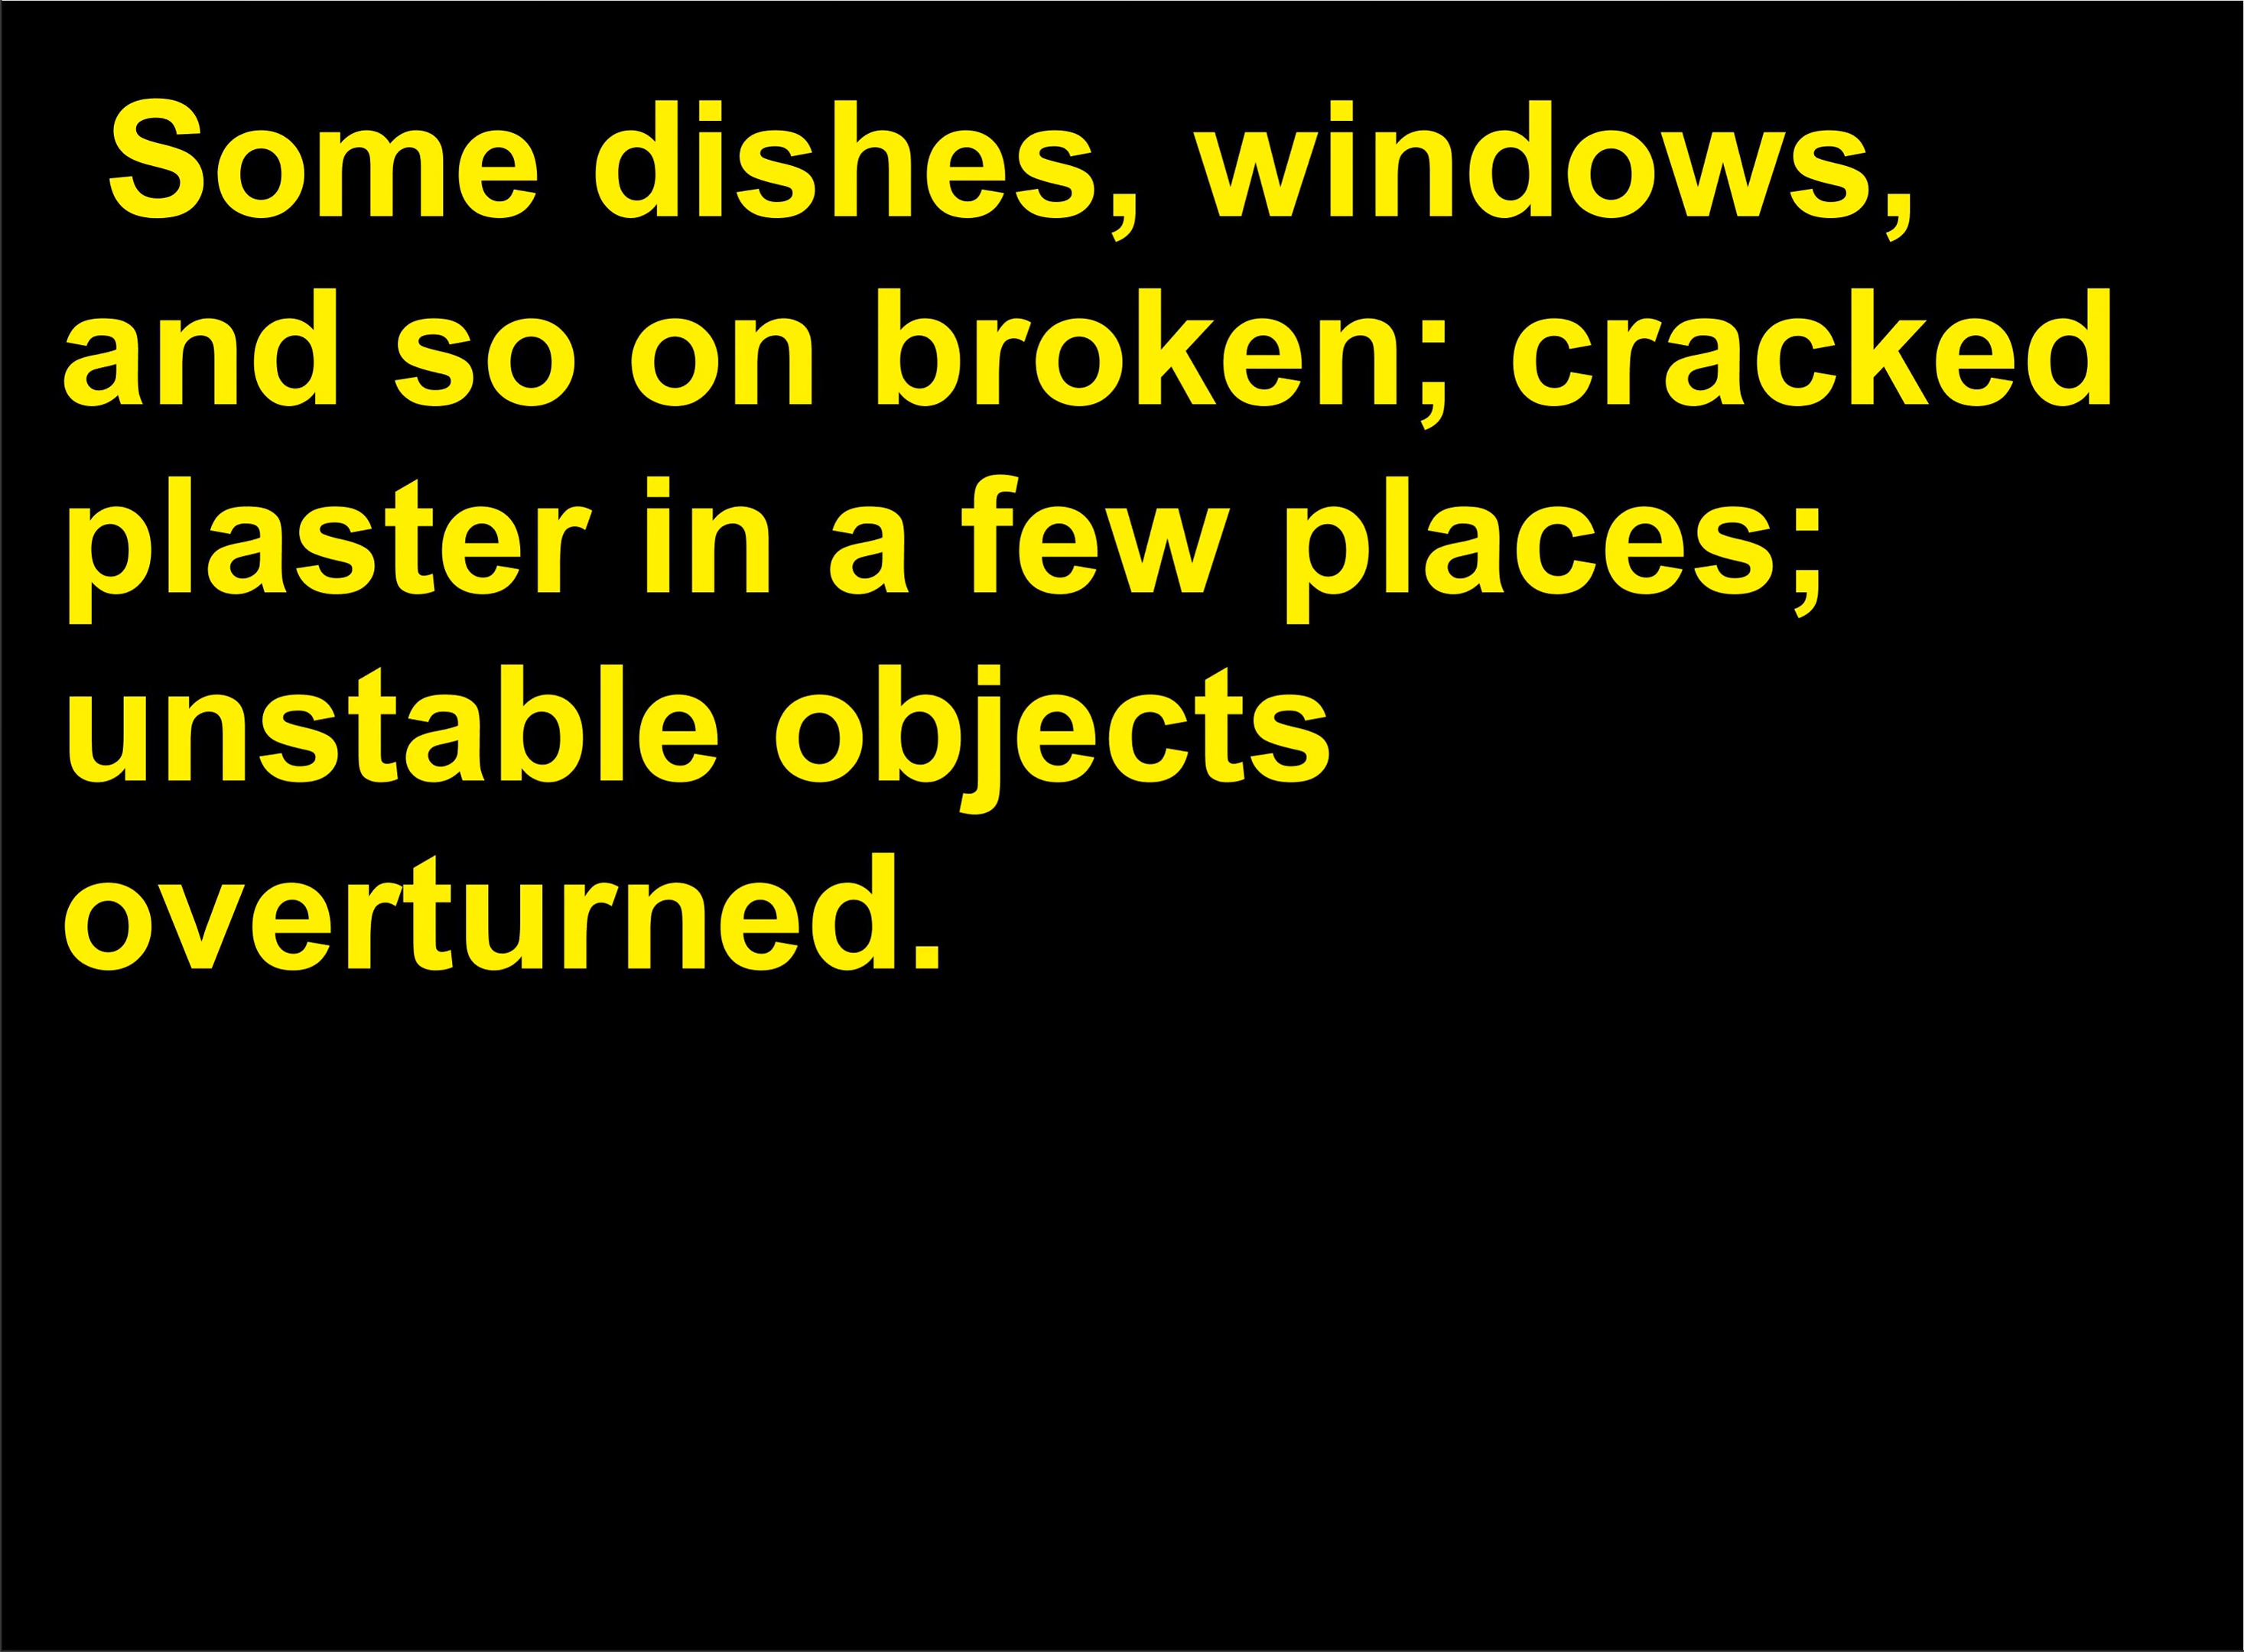 Some dishes, windows,
and so on broken; cracked
plaster in a few places;
unstable objects
overturned.